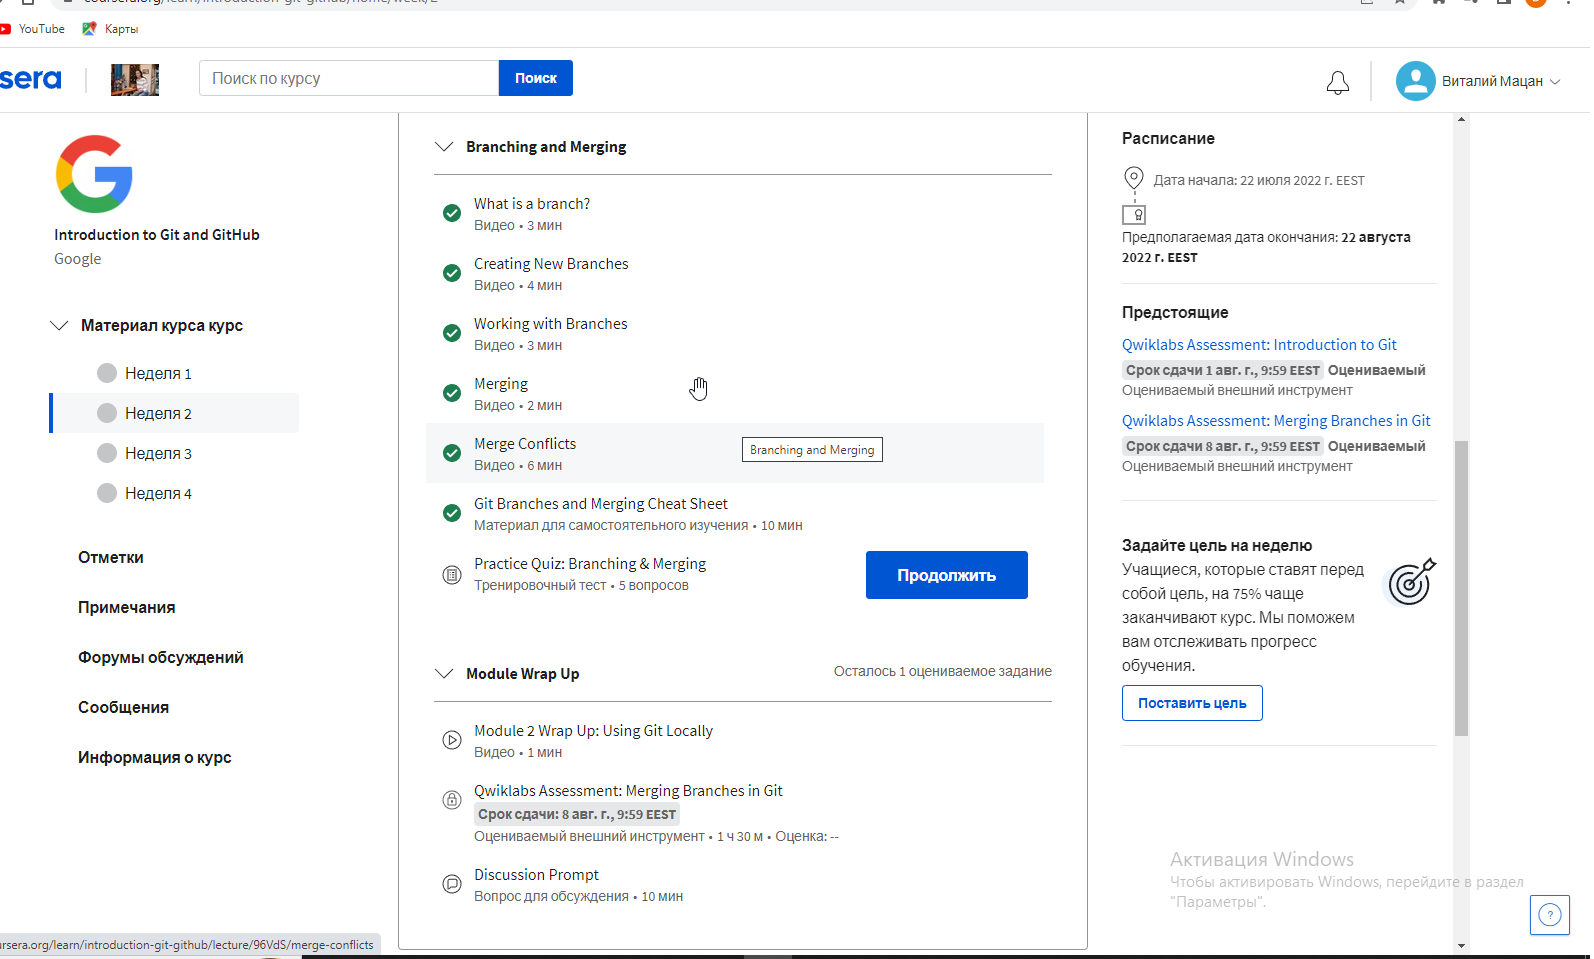 YouTube
Карты
sera
Поиск по курсу
Поиск
Виталий Мацан
Introduction to Git and GitHub
Google
Материал курса курс
Неделя 1
Неделя 2
Неделя 3
Неделя 4
Отметки
Примечания
Форумы обсуждений
Сообщения
Информация о курс
Branching and Merging
What is a branch?
Видео • 3 мин
Creating New Branches
Видео • 4 мин
Working with Branches
Видео • 3 мин
Merging
Видео • 2 мин
Merge Conflicts
Видео • 6 мин
Branching and Merging
Git Branches and Merging Cheat Sheet
Материал для самостоятельного изучения • 10 мин
Practice Quiz: Branching & Merging
Тренировочный тест • 5 вопросов
Продолжить
Module Wrap Up
Осталось 1 оцениваемое задание
Module 2 Wrap Up: Using Git Locally
Видео • 1 мин
Qwiklabs Assessment: Merging Branches in Git
Срок сдачи: 8 авг. г., 9:59 EEST
Оцениваемый внешний инструмент • 1 ч 30 м • Оценка: --
Discussion Prompt
Вопрос для обсуждения • 10 мин
Расписание
Дата начала: 22 июля 2022 г. EEST
Предполагаемая дата окончания: 22 августа
2022 г. EEST
Предстоящие
Qwiklabs Assessment: Introduction to Git
Срок сдачи 1 авг. г., 9:59 EEST Оцениваемый
Оцениваемый внешний инструмент
Qwiklabs Assessment: Merging Branches in Git
Срок сдачи 8 авг. г., 9:59 EEST Оцениваемый
Оцениваемый внешний инструмент
Задайте цель на неделю
Учащиеся, которые ставят перед
собой цель, на 75% чаще
заканчивают курс. Мы поможем
вам отслеживать прогресс
обучения.
Поставить цель
Активация Windows
Чтобы активировать Windows, перейдите в раздел
"Параметры".
ursera.org/learn/introduction-git-github/lecture/96VdS/merge-conflicts